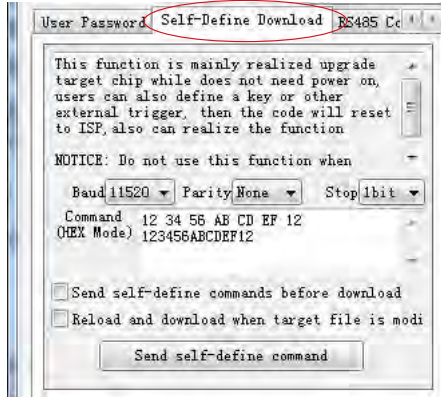 User Password Self-Define Download RS485 Cc
This function is mainly realized upgrade
target chip while does not need power on,
users can also define a key or other
external trigger, then the code will reset
to ISP, also can realize the function
NOTICE: Do not use this function when
Baud 11520 Parity None Stop 1bit
Command 12 34 56 AB CD EF 12
(HEX Mode) 123456ABCDEF12
Send self-define commands before download
Reload and download when target file is modi
Send self-define command